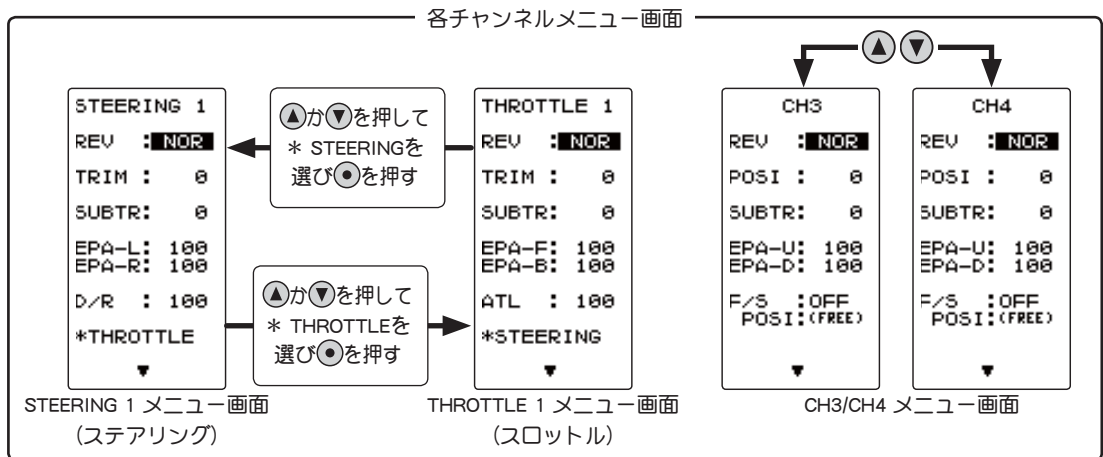 各チャンネルメニュー画面
STEERING 1
REV : NOR
TRIM : 0
SUBTR: 0
EPA-L: 100
EPA-R: 100
D/R : 100
*THROTTLE
▼
STEERING 1 メニュー画面
(ステアリング)
▲か▼を押して
＊ STEERINGを
選び●を押す
▲か▼を押して
＊ THROTTLEを
選び●を押す
THROTTLE 1
REV : NOR
TRIM : 0
SUBTR: 0
EPA-F: 100
EPA-B: 100
ATL : 100
*STEERING
▼
THROTTLE 1 メニュー画面
(スロットル)
▲ ▼
CH3
REV : NOR
POSI : 0
SUBTR: 0
EPA-U: 100
EPA-D: 100
F/S :OFF
POSI:(FREE)
▼
CH4
REV : NOR
POSI : 0
SUBTR: 0
EPA-U: 100
EPA-D: 100
F/S :OFF
POSI:(FREE)
▼
CH3/CH4 メニュー画面